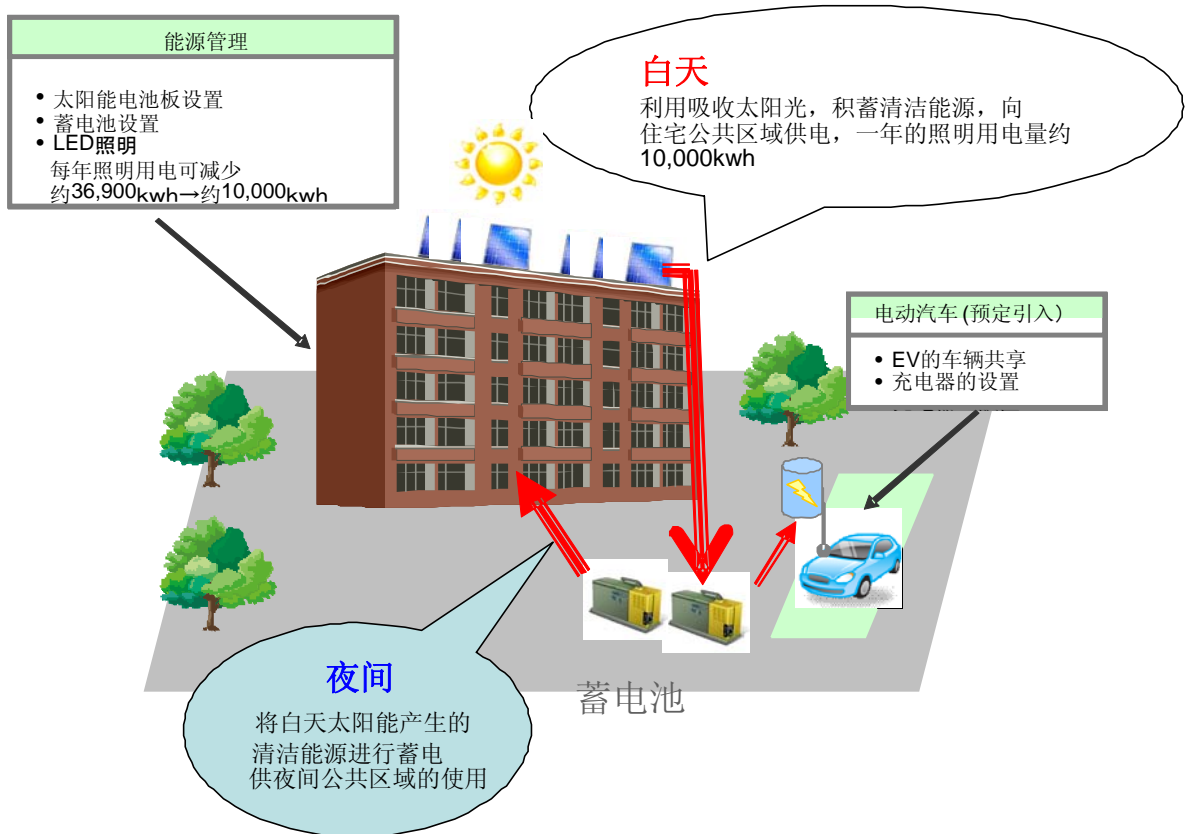 能源管理
• 太阳能电池板设置
• 蓄电池设置
• LED照明
每年照明用电可减少
约36,900kwh→约10,000kwh
白天
利用吸收太阳光，积蓄清洁能源，向
住宅公共区域供电，一年的照明用电量约
10,000kwh
电动汽车(预定引入）
• EV的车辆共享
• 充电器的设置
夜间
将白天太阳能产生的
清洁能源进行蓄电
供夜间公共区域的使用
蓄电池